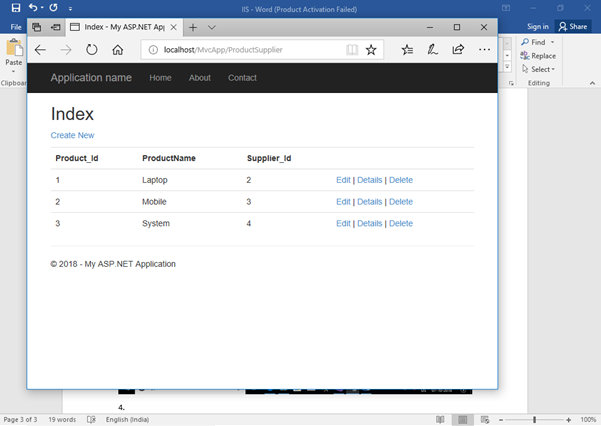 IIS - Word (Product Activation Failed)
File
Sign in
Share
Index - My ASP.NET Ap
localhost/MvcApp/ProductSupplier
Paste
Clipboar
Find
Replace
Select
Editing
Application name Home About Contact
Index
Create New
Product_Id ProductName Supplier_Id
1 Laptop 2 Edit | Details | Delete
2 Mobile 3 Edit | Details | Delete
3 System 4 Edit | Details | Delete
© 2018 - My ASP.NET Application
4.
Page 3 of 3 19 words English (India) 100%